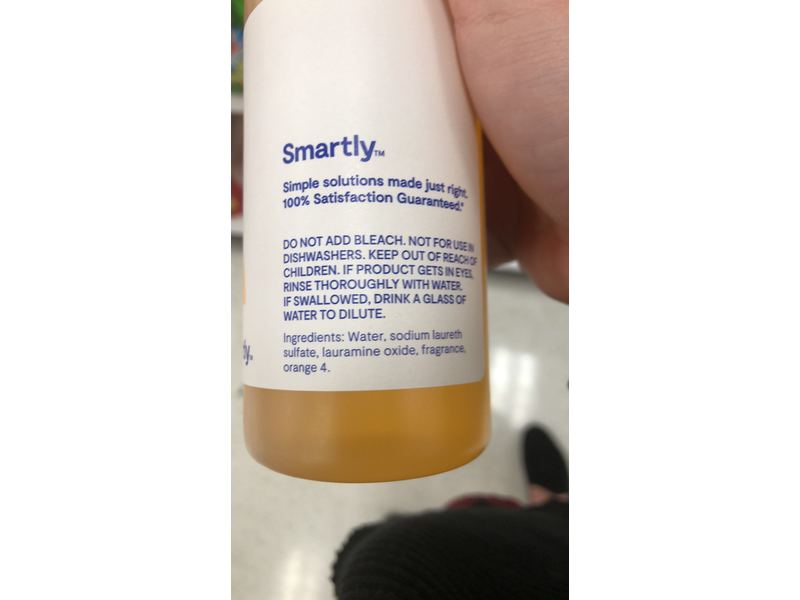 Smartly™
Simple solutions made just right.
100% Satisfaction Guaranteed.*
DO NOT ADD BLEACH. NOT FOR USE IN
DISHWASHERS. KEEP OUT OF REACH OF
CHILDREN. IF PRODUCT GETS IN EYES,
RINSE THOROUGHLY WITH WATER.
IF SWALLOWED, DRINK A GLASS OF
WATER TO DILUTE.
Ingredients: Water, sodium laureth
sulfate, lauramine oxide, fragrance,
orange 4.